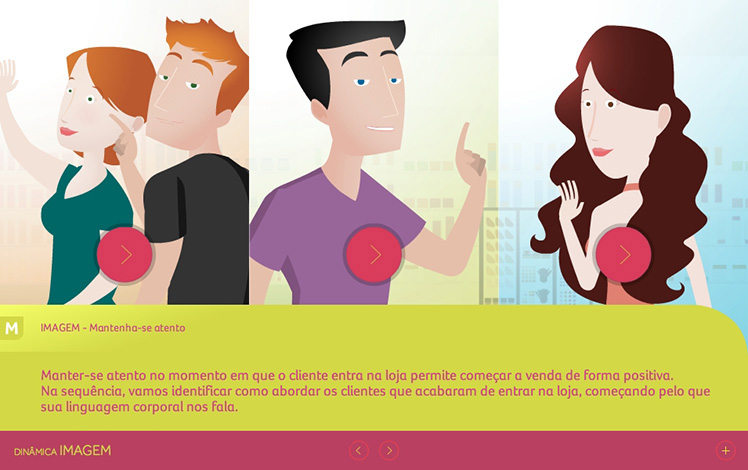 M
IMAGEM - Mantenha-se atento
Manter-se atento no momento em que o cliente entra na loja permite começar a venda de forma positiva.
Na sequência, vamos identificar como abordar os clientes que acabaram de entrar na loja, começando pelo que
sua linguagem corporal nos fala.
DINÂMICA IMAGEM